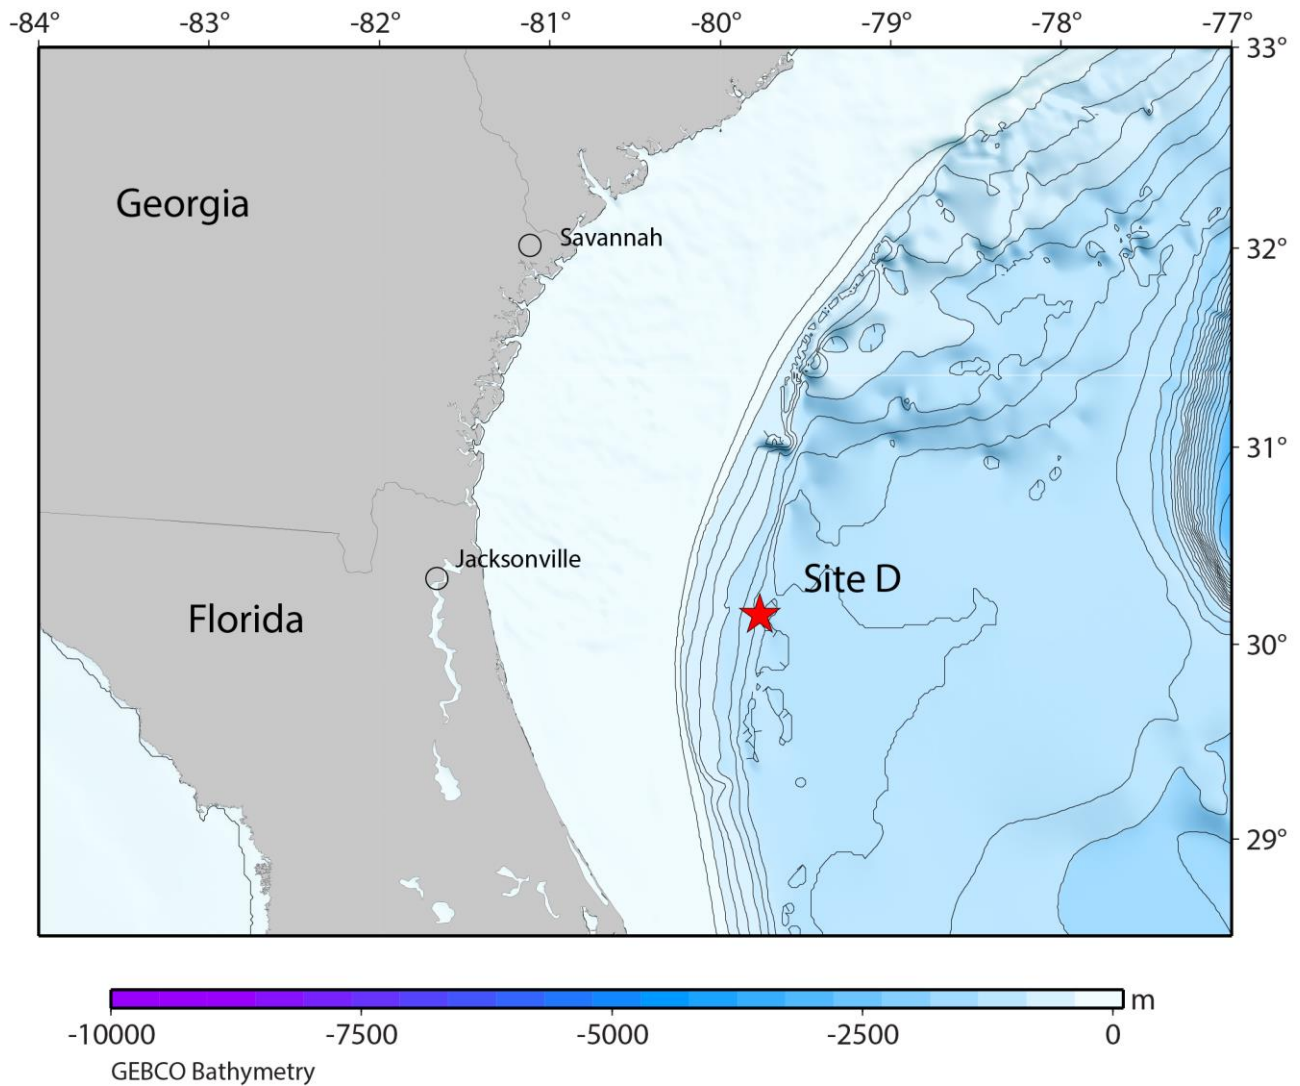 -84° -83° -82° -81° -80° -79° -78° -77°
33°
Georgia
Savannah
32°
31°
Jacksonville
Site D
Florida
30°
29°
m
-10000 -7500 -5000 -2500 0
GEBCO Bathymetry